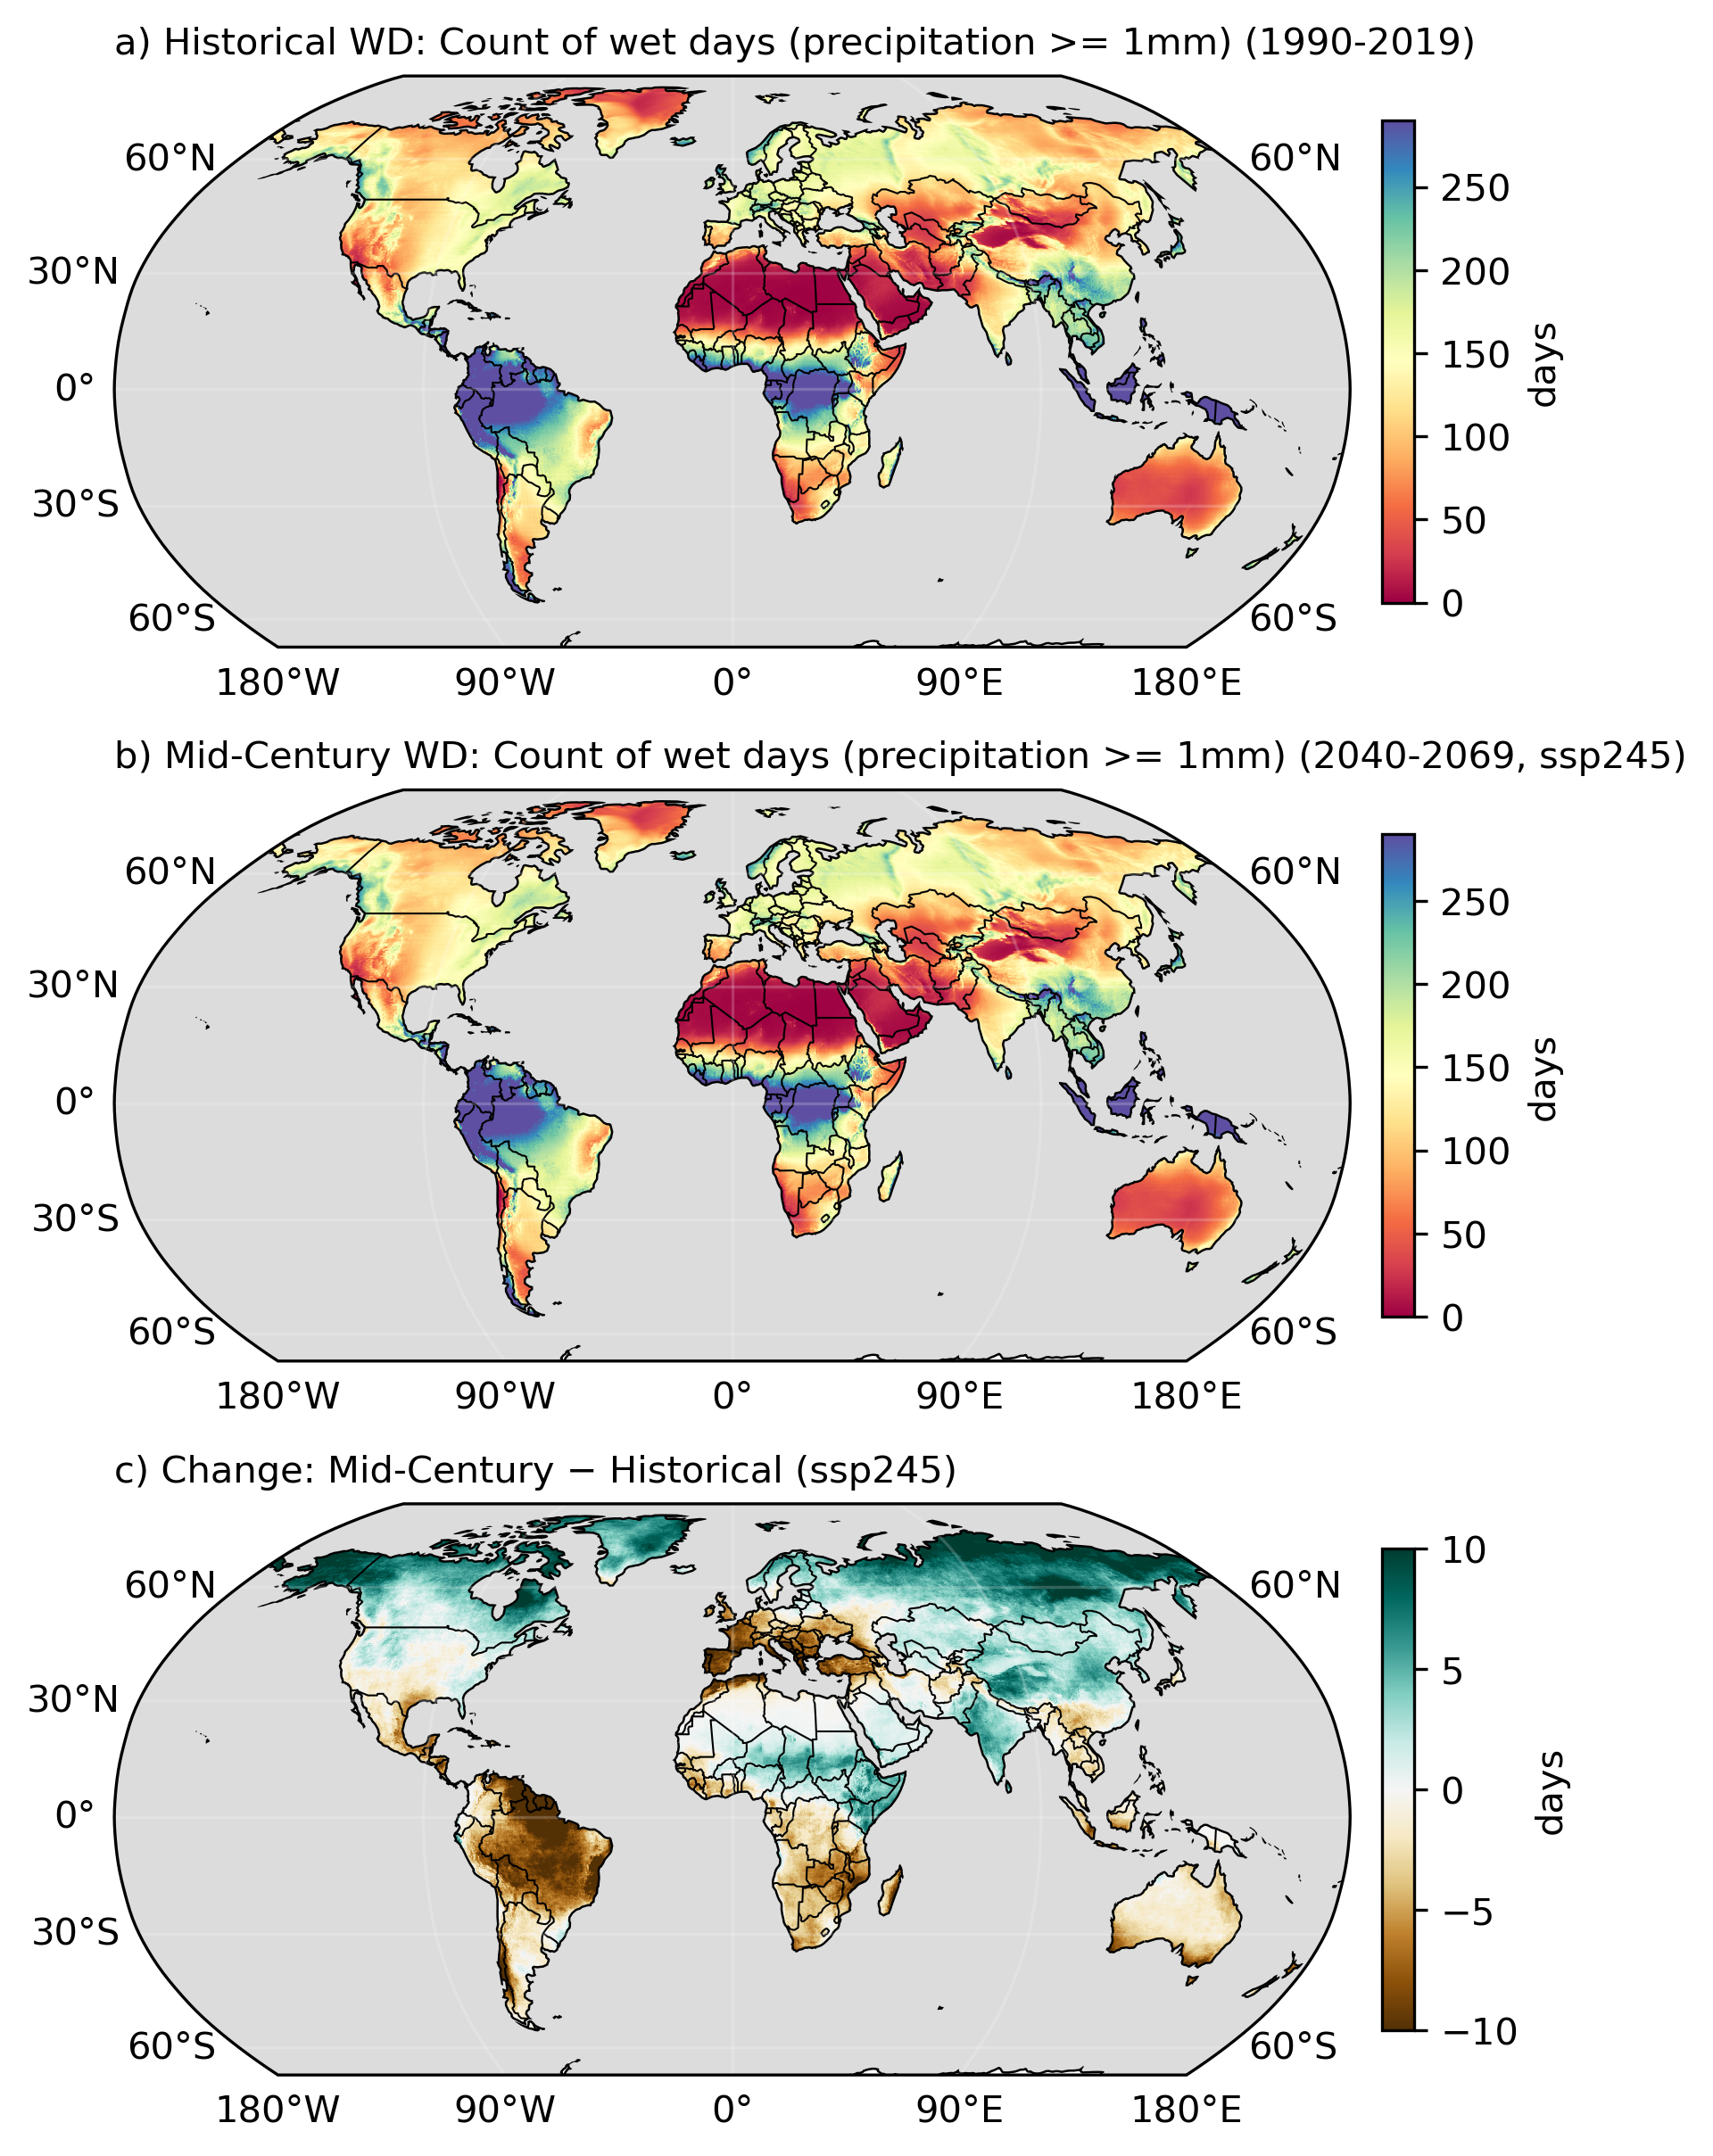 a) Historical WD: Count of wet days (precipitation >= 1mm) (1990-2019)
60°N 60°N
30°N
0°
30°S
60°S 60°S
180°W 90°W 0° 90°E 180°E
250
200
150
100
50
0
days
b) Mid-Century WD: Count of wet days (precipitation >= 1mm) (2040-2069, ssp245)
60°N 60°N
30°N
0°
30°S
60°S 60°S
180°W 90°W 0° 90°E 180°E
250
200
150
100
50
0
days
c) Change: Mid-Century − Historical (ssp245)
60°N 60°N
30°N
0°
30°S
60°S 60°S
180°W 90°W 0° 90°E 180°E
10
5
0
−5
−10
days